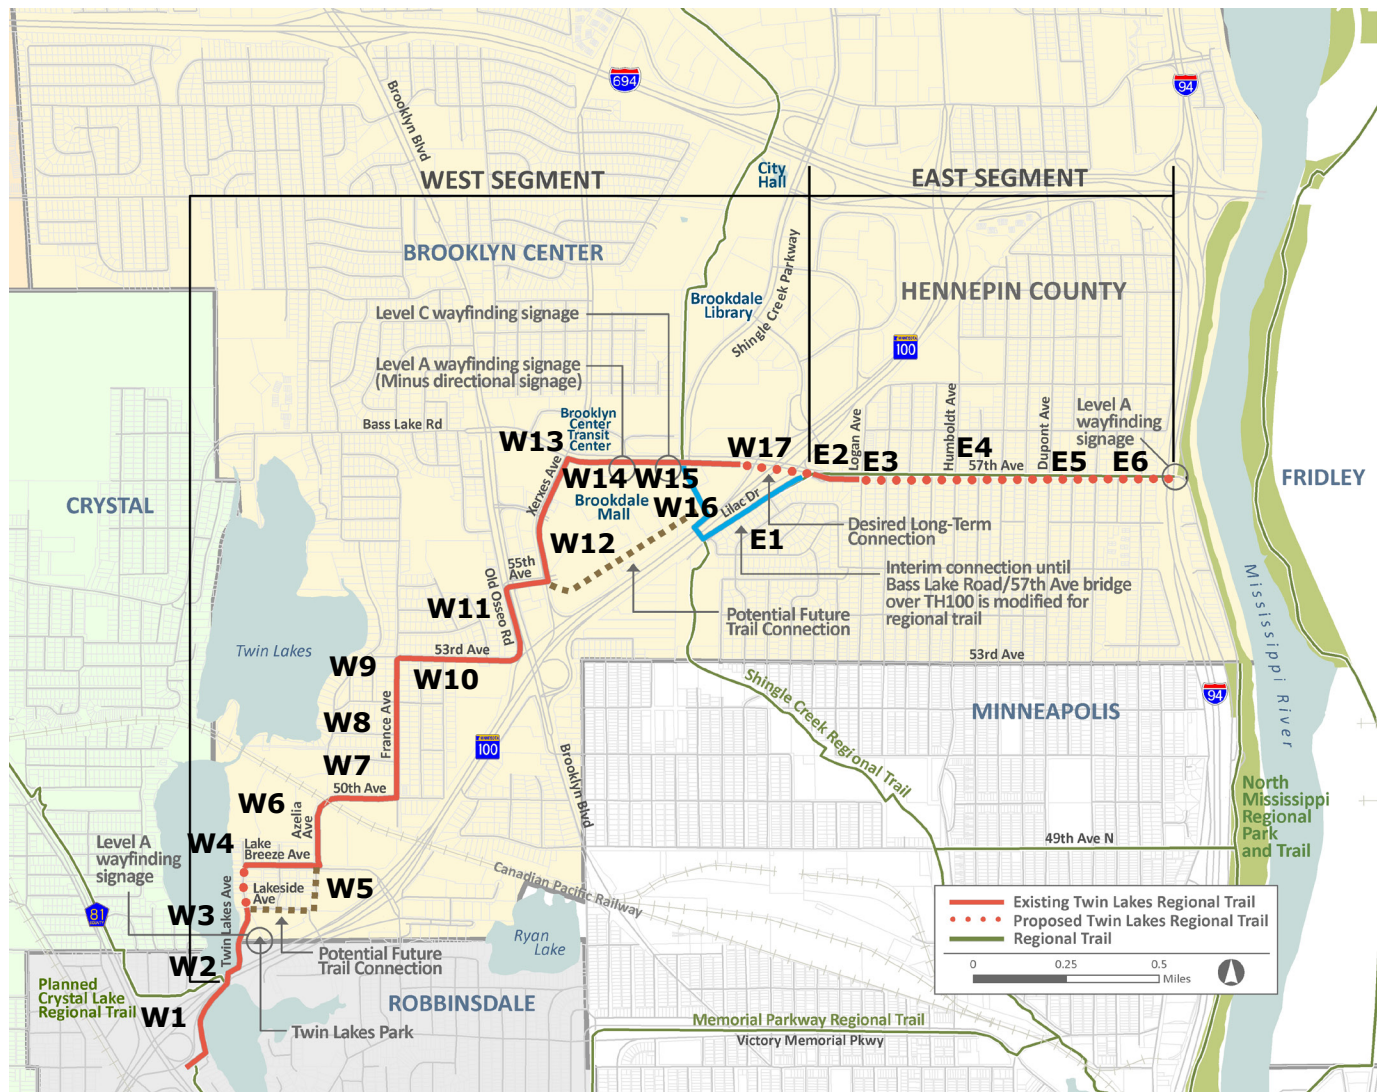 694
94
Brooklyn Blvd
City
Hall
WEST SEGMENT
EAST SEGMENT
BROOKLYN CENTER
Shingle Creek Parkway
HENNEPIN COUNTY
Brookdale
Library
Level C wayfinding signage
100
Level A wayfinding signage
(Minus directional signage)
Bass Lake Rd
Brooklyn
Center
Transit
Center
Logan Ave
Humboldt Ave
Dupont Ave
Level A
wayfinding
signage
W13
W17
E2
E3
E4
57th Ave
E5
E6
Xerxes Ave
W14
W15
Brookdale
Mall
W16
Lilac Dr
CRYSTAL
FRIDLEY
W12
E1
Desired Long-Term
Connection
55th
Ave
Old Osseo Rd
Interim connection until
Bass Lake Road/57th Ave bridge
over TH100 is modified for
regional trail
Mississippi River
W11
Potential Future
Trail Connection
Twin Lakes
W9
53rd Ave
W10
53rd Ave
94
Shingle Creek Regional Trail
MINNEAPOLIS
W8
France Ave
100
Brooklyn Blvd
W7
50th Ave
W6
Azelia
Ave
North
Mississippi
Regional
Park
and Trail
49th Ave N
Level A
wayfinding
signage
W4
Lake
Breeze Ave
Canadian Pacific Railway
W5
Lakeside
Ave
Twin Lakes Ave
81
W3
Existing Twin Lakes Regional Trail
Proposed Twin Lakes Regional Trail
Regional Trail
0
0.25
0.5
Miles
Ryan
Lake
Potential Future
Trail Connection
W2
Planned
Crystal Lake
Regional Trail
W1
ROBBINSDALE
Twin Lakes Park
Memorial Parkway Regional Trail
Victory Memorial Pkwy